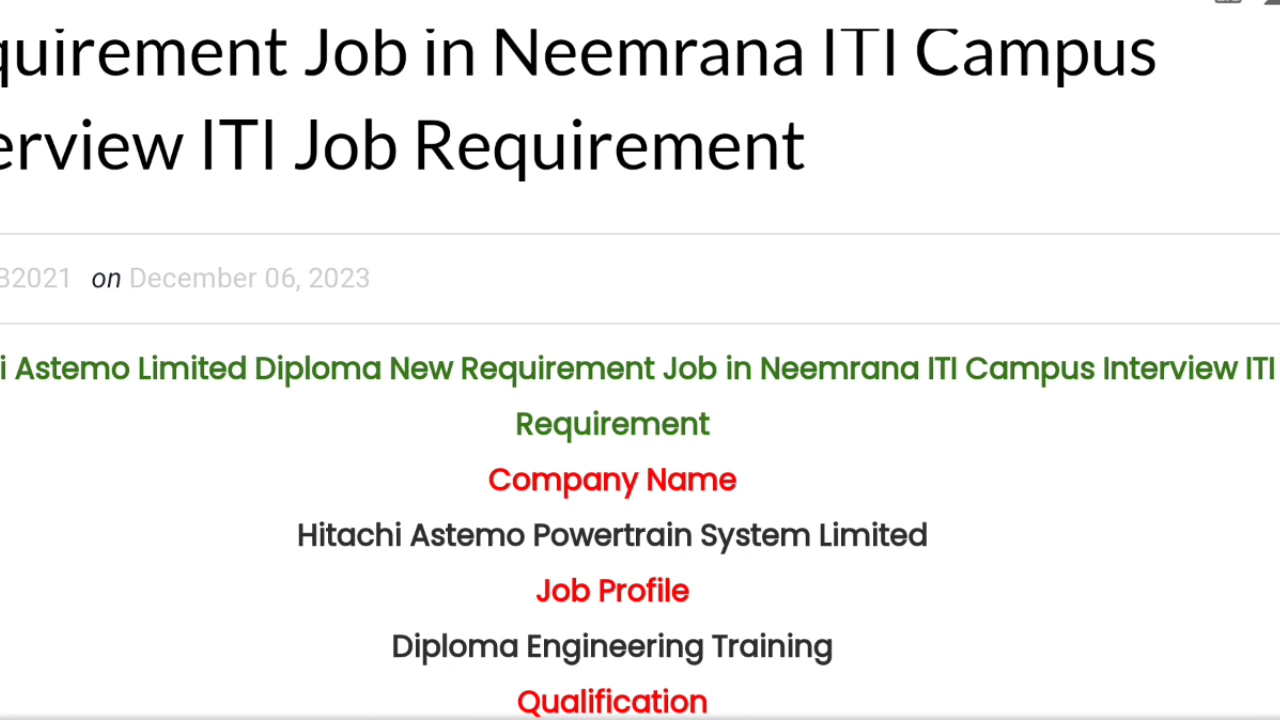 quirement Job in Neemrana ITI Campus
erview ITI Job Requirement
B2021 on December 06, 2023
i Astemo Limited Diploma New Requirement Job in Neemrana ITI Campus Interview ITI
Requirement
Company Name
Hitachi Astemo Powertrain System Limited
Job Profile
Diploma Engineering Training
Qualification